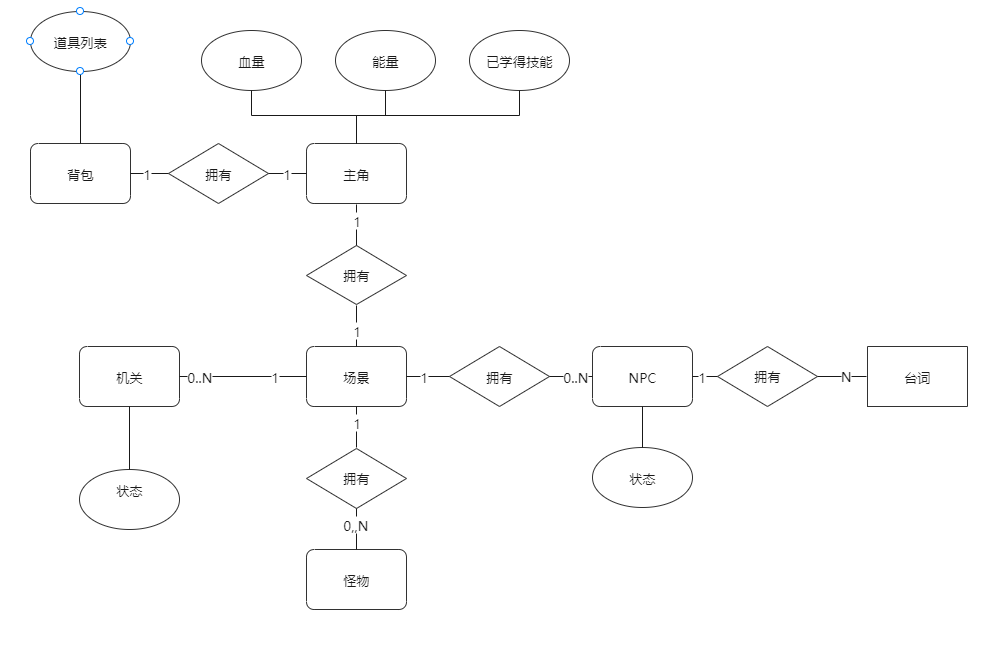 道具列表
血量
能量
已学得技能
背包
1
拥有
1
主角
1
拥有
1
机关
0..N
1
场景
1
拥有
0..N
NPC
1
拥有
N
台词
1
状态
拥有
状态
0,,N
怪物